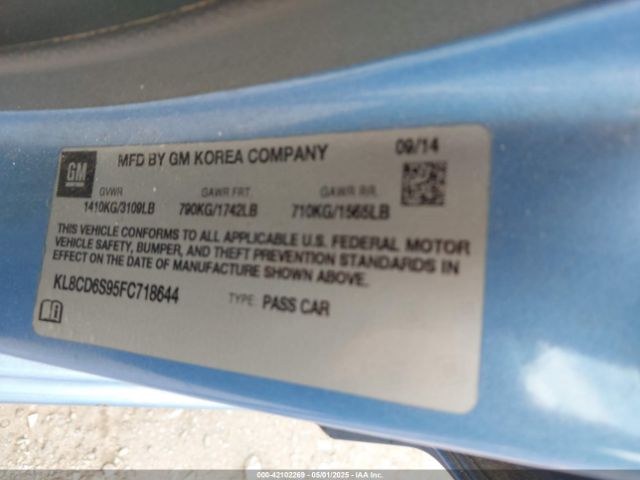 GM
MFD BY GM KOREA COMPANY 09/14
GVWR GAWR FRT. GAWR RR.
1410KG/3109LB 790KG/1742LB 710KG/1565LB
THIS VEHICLE CONFORMS TO ALL APPLICABLE U.S. FEDERAL MOTOR
VEHICLE SAFETY, BUMPER, AND THEFT PREVENTION STANDARDS IN
EFFECT ON THE DATE OF MANUFACTURE SHOWN ABOVE.
KL8CD6S95FC718644 TYPE: PASS CAR
000-42102269 - 05/01/2025 - IAA Inc.